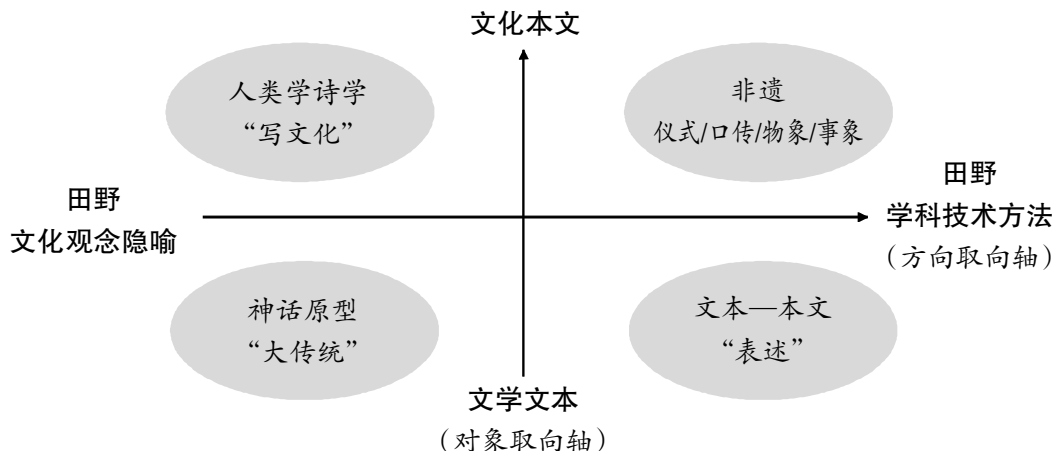 文化本文
人类学诗学
“写文化”
非遗
仪式/口传/物象/事象
田野
文化观念隐喻
田野
学科技术方法
（方向取向轴）
神话原型
“大传统”
文本—本文
“表述”
文学文本
（对象取向轴）